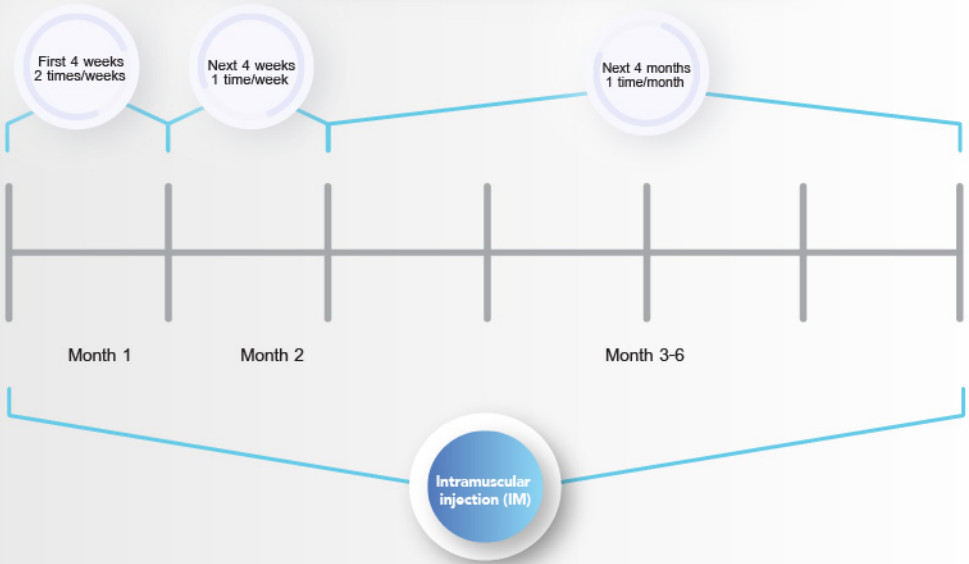 First 4 weeks
2 times/weeks
Next 4 weeks
1 time/week
Next 4 months
1 time/month
Month 1
Month 2
Month 3-6
Intramuscular
injection (IM)